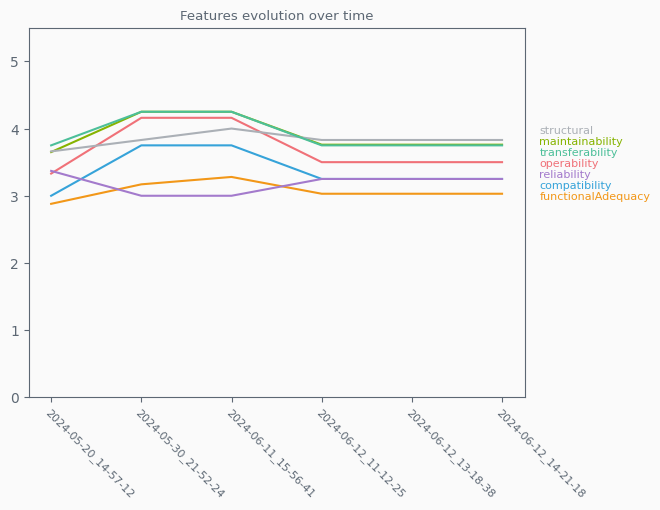 Features evolution over time
5
4
3
2
1
0
structural
maintainability
transferability
operability
reliability
compatibility
functionalAdequacy
2024-05-20_14-57-12
2024-05-30_21-52-24
2024-06-11_15-56-41
2024-06-12_11-12-25
2024-06-12_13-18-38
2024-06-12_14-21-18